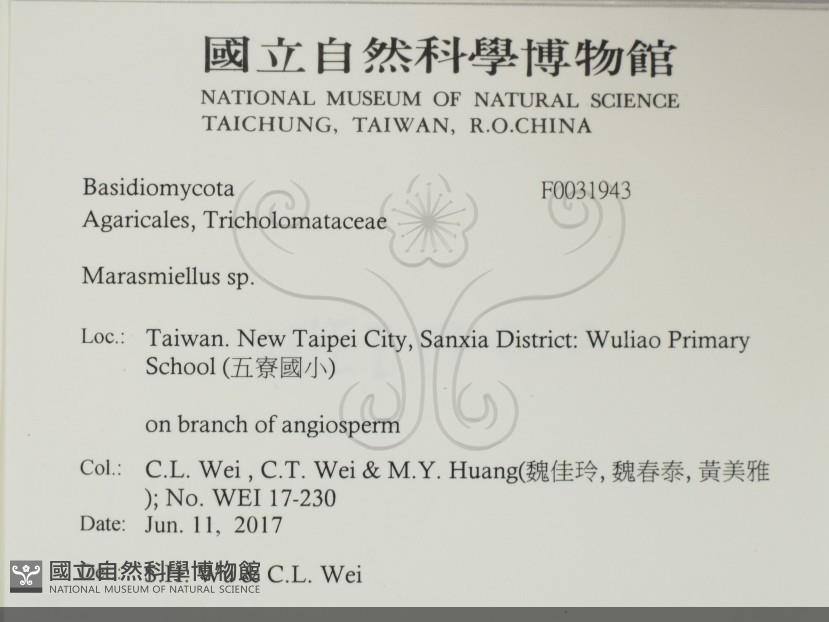 國立自然科學博物館
NATIONAL MUSEUM OF NATURAL SCIENCE
TAICHUNG, TAIWAN, R.O.CHINA
Basidiomycota F0031943
Agaricales, Tricholomataceae
Marasmiellus sp.
Loc.: Taiwan. New Taipei City, Sanxia District: Wuliao Primary
School (五寮國小)
on branch of angiosperm
Col.: C.L. Wei , C.T. Wei & M.Y. Huang(魏佳玲, 魏春泰, 黃美雅
); No. WEI 17-230
Date: Jun. 11, 2017
& C.L. Wei
國立自然科學博物館
NATIONAL MUSEUM OF NATURAL SCIENCE